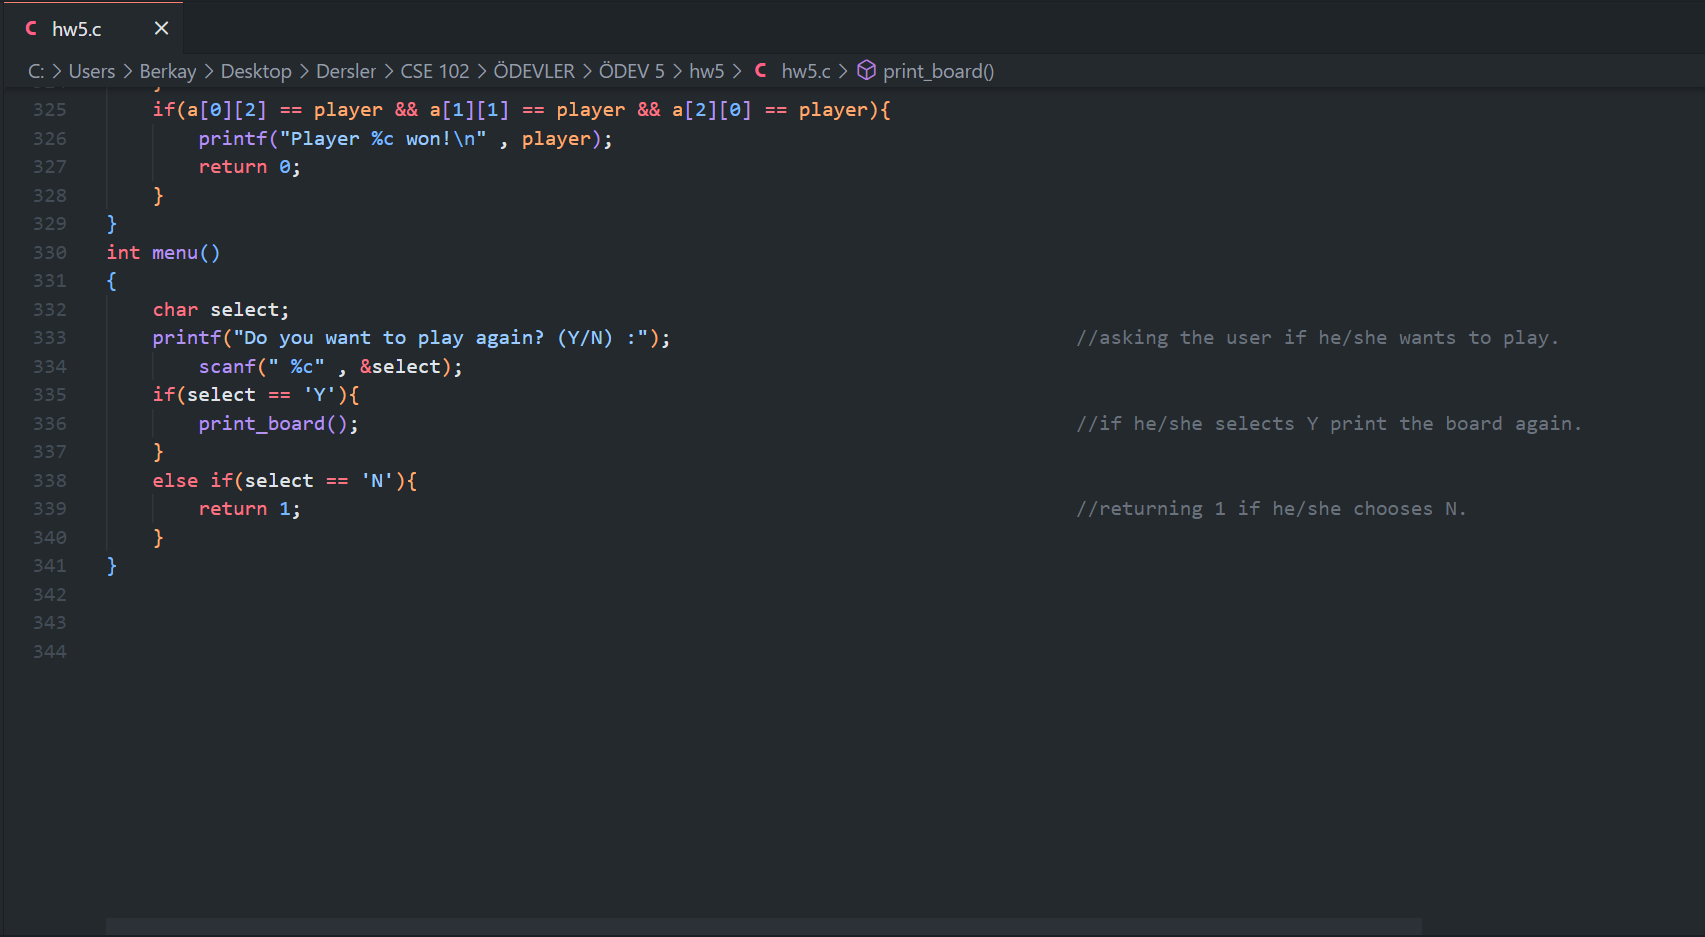 C hw5.c ×
C: > Users > Berkay > Desktop > Dersler > CSE 102 > ÖDEVLER > ÖDEV 5 > hw5 > C hw5.c > print_board()
325 if(a[0][2] == player && a[1][1] == player && a[2][0] == player){
326 printf("Player %c won!\n" , player);
327 return 0;
328 }
329 }
330 int menu()
331 {
332 char select;
333 printf("Do you want to play again? (Y/N) :"); //asking the user if he/she wants to play.
334 scanf(" %c" , &select);
335 if(select == 'Y'){
336 print_board(); //if he/she selects Y print the board again.
337 }
338 else if(select == 'N'){
339 return 1; //returning 1 if he/she chooses N.
340 }
341 }
342
343
344